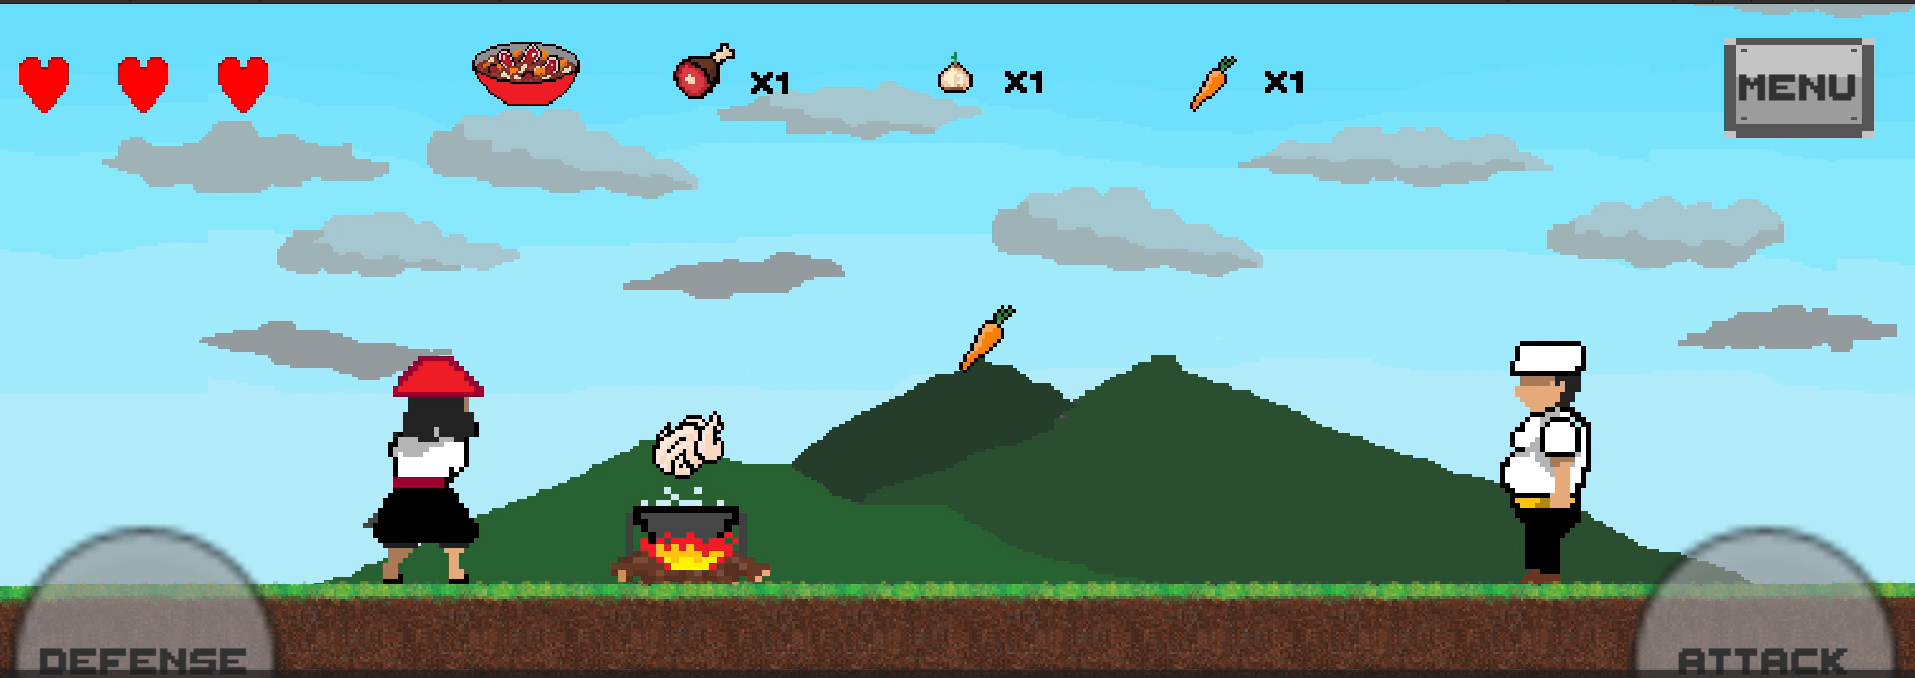 X1
X1
X1
MENU
DEFENSE
ATTACK